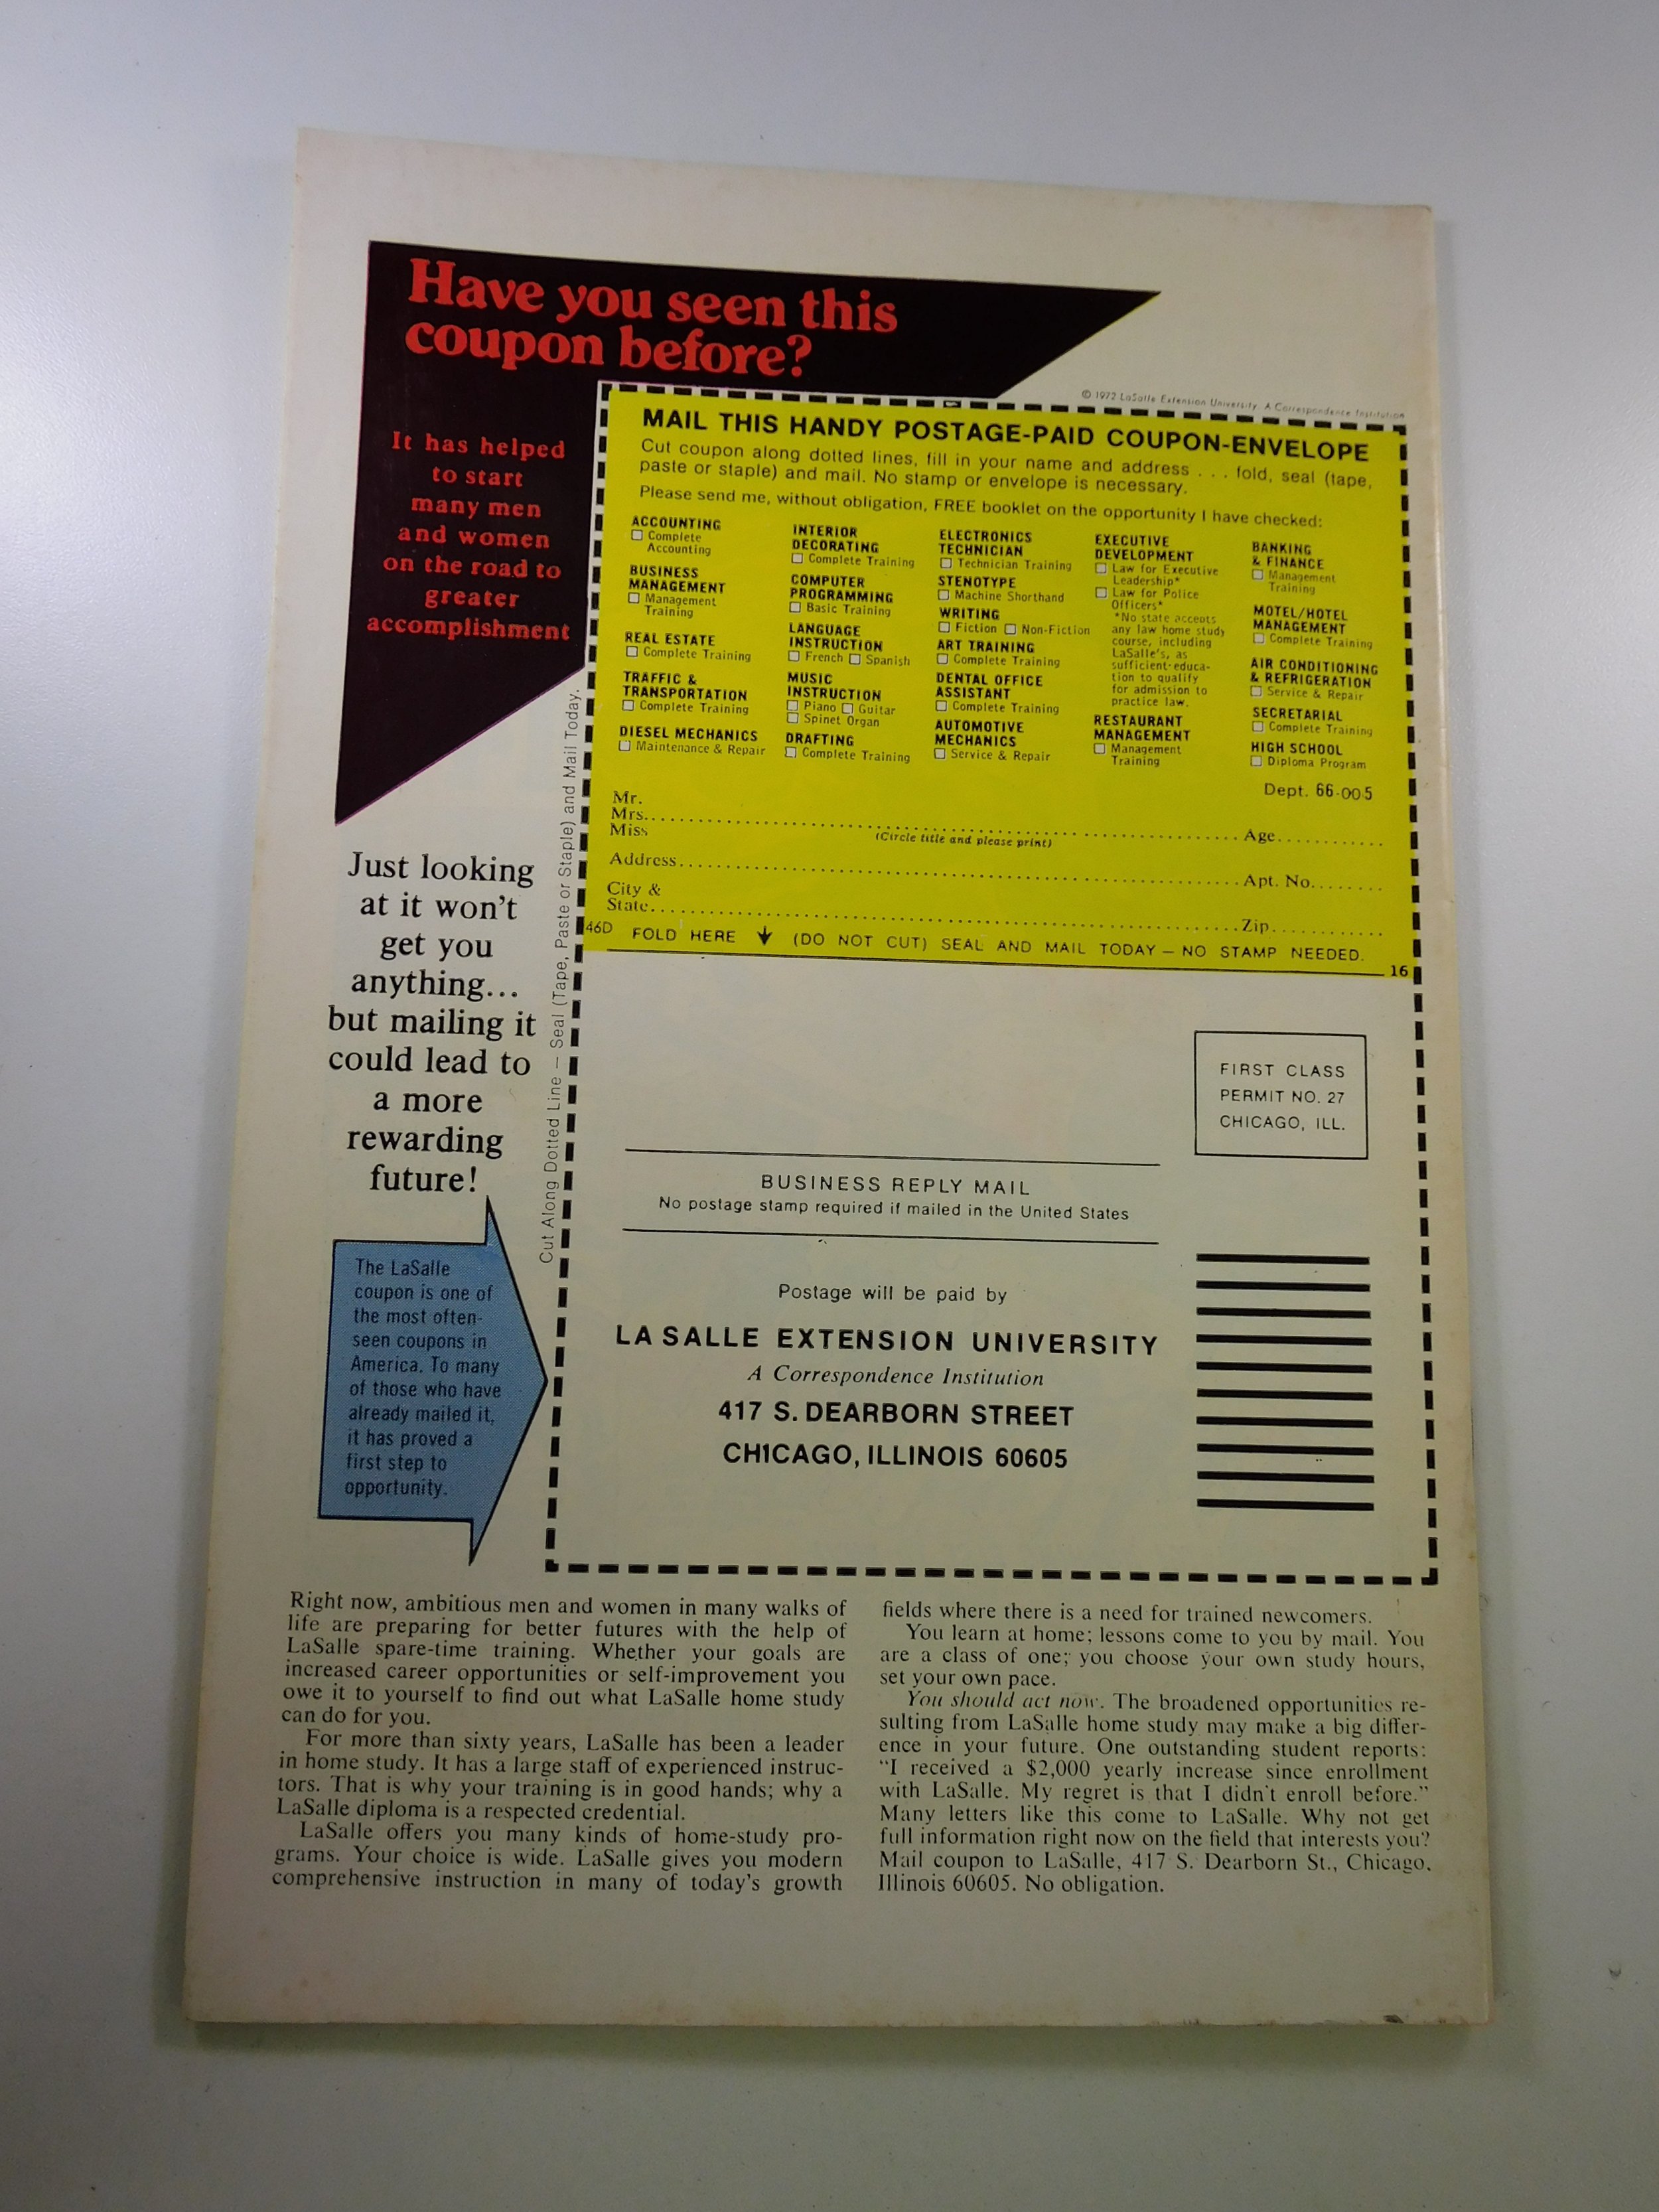 Have you seen this
coupon before?
It has helped
to start
many men
and women
on the road to
greater
accomplishment
© 1972 LaSalle Extension University A Correspondence Institution
MAIL THIS HANDY POSTAGE-PAID COUPON-ENVELOPE
Cut coupon along dotted lines, fill in your name and address . . . fold, seal (tape,
paste or staple) and mail. No stamp or envelope is necessary.
Please send me, without obligation, FREE booklet on the opportunity I have checked:
ACCOUNTING
☐ Complete
Accounting
BUSINESS
MANAGEMENT
☐ Management
Training
REAL ESTATE
☐ Complete Training
TRAFFIC &
TRANSPORTATION
☐ Complete Training
DIESEL MECHANICS
☐ Maintenance & Repair
INTERIOR
DECORATING
☐ Complete Training
COMPUTER
PROGRAMMING
☐ Basic Training
LANGUAGE
INSTRUCTION
☐ French ☐ Spanish
MUSIC
INSTRUCTION
☐ Piano ☐ Guitar
☐ Spinet Organ
DRAFTING
☐ Complete Training
ELECTRONICS
TECHNICIAN
☐ Technician Training
STENOTYPE
☐ Machine Shorthand
WRITING
☐ Fiction ☐ Non-Fiction
ART TRAINING
☐ Complete Training
DENTAL OFFICE
ASSISTANT
☐ Complete Training
AUTOMOTIVE
MECHANICS
☐ Service & Repair
EXECUTIVE
DEVELOPMENT
☐ Law for Executive
Leadership*
☐ Law for Police
Officers*
*No state accepts
any law home study
course, including
LaSalle's, as
sufficient educa-
tion to qualify
for admission to
practice law.
RESTAURANT
MANAGEMENT
☐ Management
Training
BANKING
& FINANCE
☐ Management
Training
MOTEL/HOTEL
MANAGEMENT
☐ Complete Training
AIR CONDITIONING
& REFRIGERATION
☐ Service & Repair
SECRETARIAL
☐ Complete Training
HIGH SCHOOL
☐ Diploma Program
Dept. 66-005
Mr.
Mrs. Age
Miss
(Circle title and please print)
Address Apt. No.
City &
State Zip
46D FOLD HERE ↓ (DO NOT CUT) SEAL AND MAIL TODAY — NO STAMP NEEDED.
16
Cut Along Dotted Line — Seal (Tape, Paste or Staple) and Mail Today.
Just looking
at it won't
get you
anything...
but mailing it
could lead to
a more
rewarding
future!
FIRST CLASS
PERMIT NO. 27
CHICAGO, ILL.
BUSINESS REPLY MAIL
No postage stamp required if mailed in the United States
Postage will be paid by
LA SALLE EXTENSION UNIVERSITY
A Correspondence Institution
417 S. DEARBORN STREET
CHICAGO, ILLINOIS 60605
The LaSalle
coupon is one of
the most often-
seen coupons in
America. To many
of those who have
already mailed it,
it has proved a
first step to
opportunity.
Right now, ambitious men and women in many walks of
life are preparing for better futures with the help of
LaSalle spare-time training. Whether your goals are
increased career opportunities or self-improvement you
owe it to yourself to find out what LaSalle home study
can do for you.
For more than sixty years, LaSalle has been a leader
in home study. It has a large staff of experienced instruc-
tors. That is why your training is in good hands; why a
LaSalle diploma is a respected credential.
LaSalle offers you many kinds of home-study pro-
grams. Your choice is wide. LaSalle gives you modern
comprehensive instruction in many of today's growth
fields where there is a need for trained newcomers.
You learn at home; lessons come to you by mail. You
are a class of one; you choose your own study hours,
set your own pace.
You should act now. The broadened opportunities re-
sulting from LaSalle home study may make a big differ-
ence in your future. One outstanding student reports:
“I received a $2,000 yearly increase since enrollment
with LaSalle. My regret is that I didn't enroll before.”
Many letters like this come to LaSalle. Why not get
full information right now on the field that interests you?
Mail coupon to LaSalle, 417 S. Dearborn St., Chicago,
Illinois 60605. No obligation.